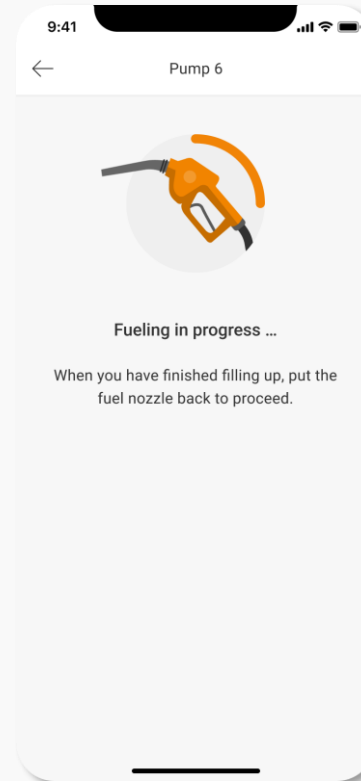 9:41
Pump 6
Fueling in progress ...
When you have finished filling up, put the
fuel nozzle back to proceed.